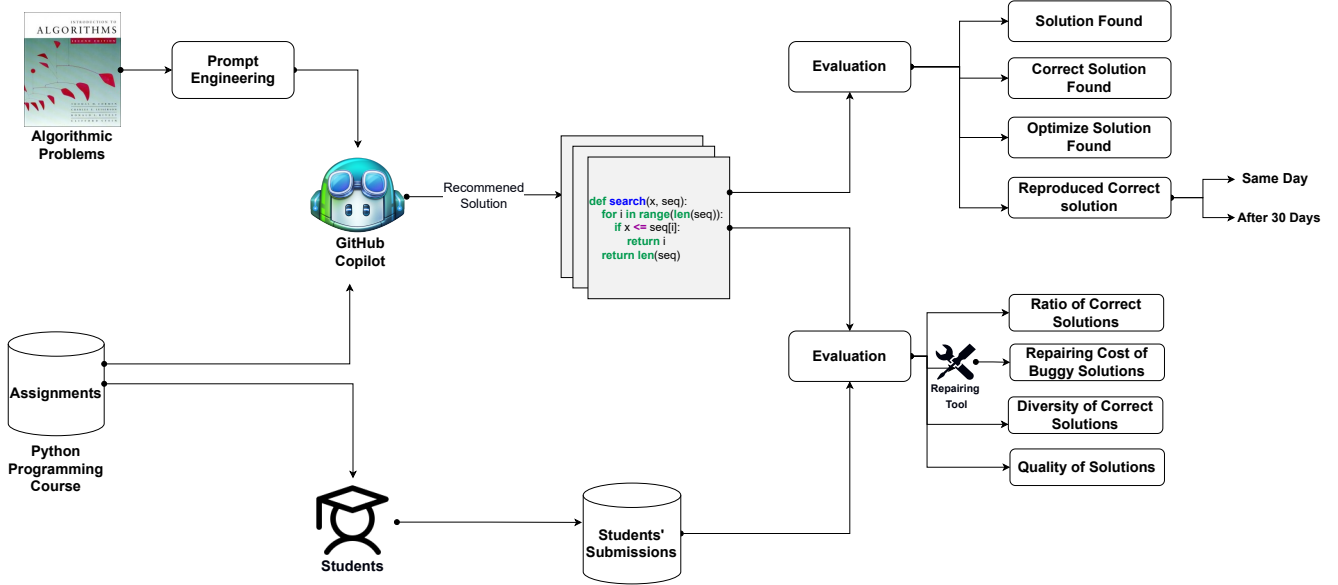 INTRODUCTION TO
ALGORITHMS
SECOND EDITION
Algorithmic
Problems
Prompt
Engineering
GitHub
Copilot
Recommened
Solution
def search(x, seq):
for i in range(len(seq)):
if x <= seq[i]:
return i
return len(seq)
Evaluation
Solution Found
Correct Solution
Found
Optimize Solution
Found
Reproduced Correct
solution
Same Day
After 30 Days
Assignments
Python
Programming
Course
Students
Students'
Submissions
Evaluation
Repairing
Tool
Ratio of Correct
Solutions
Repairing Cost of
Buggy Solutions
Diversity of Correct
Solutions
Quality of Solutions